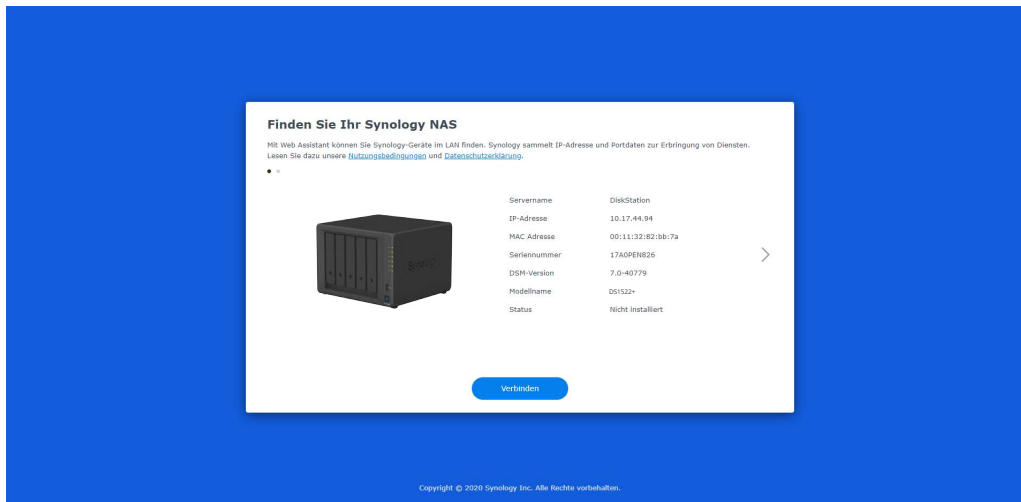 Finden Sie Ihr Synology NAS
Mit Web Assistant können Sie Synology-Geräte im LAN finden. Synology sammelt IP-Adresse und Portdaten zur Erbringung von Diensten.
Lesen Sie dazu unsere Nutzungsbedingungen und Datenschutzerklärung.
Servername DiskStation
IP-Adresse 10.17.44.94
MAC Adresse 00:11:32:82:bb:7a
Seriennummer 17A0PEN826
DSM-Version 7.0-40779
Modellname DS1522+
Status Nicht installiert
Synology
Verbinden
Copyright © 2020 Synology Inc. Alle Rechte vorbehalten.